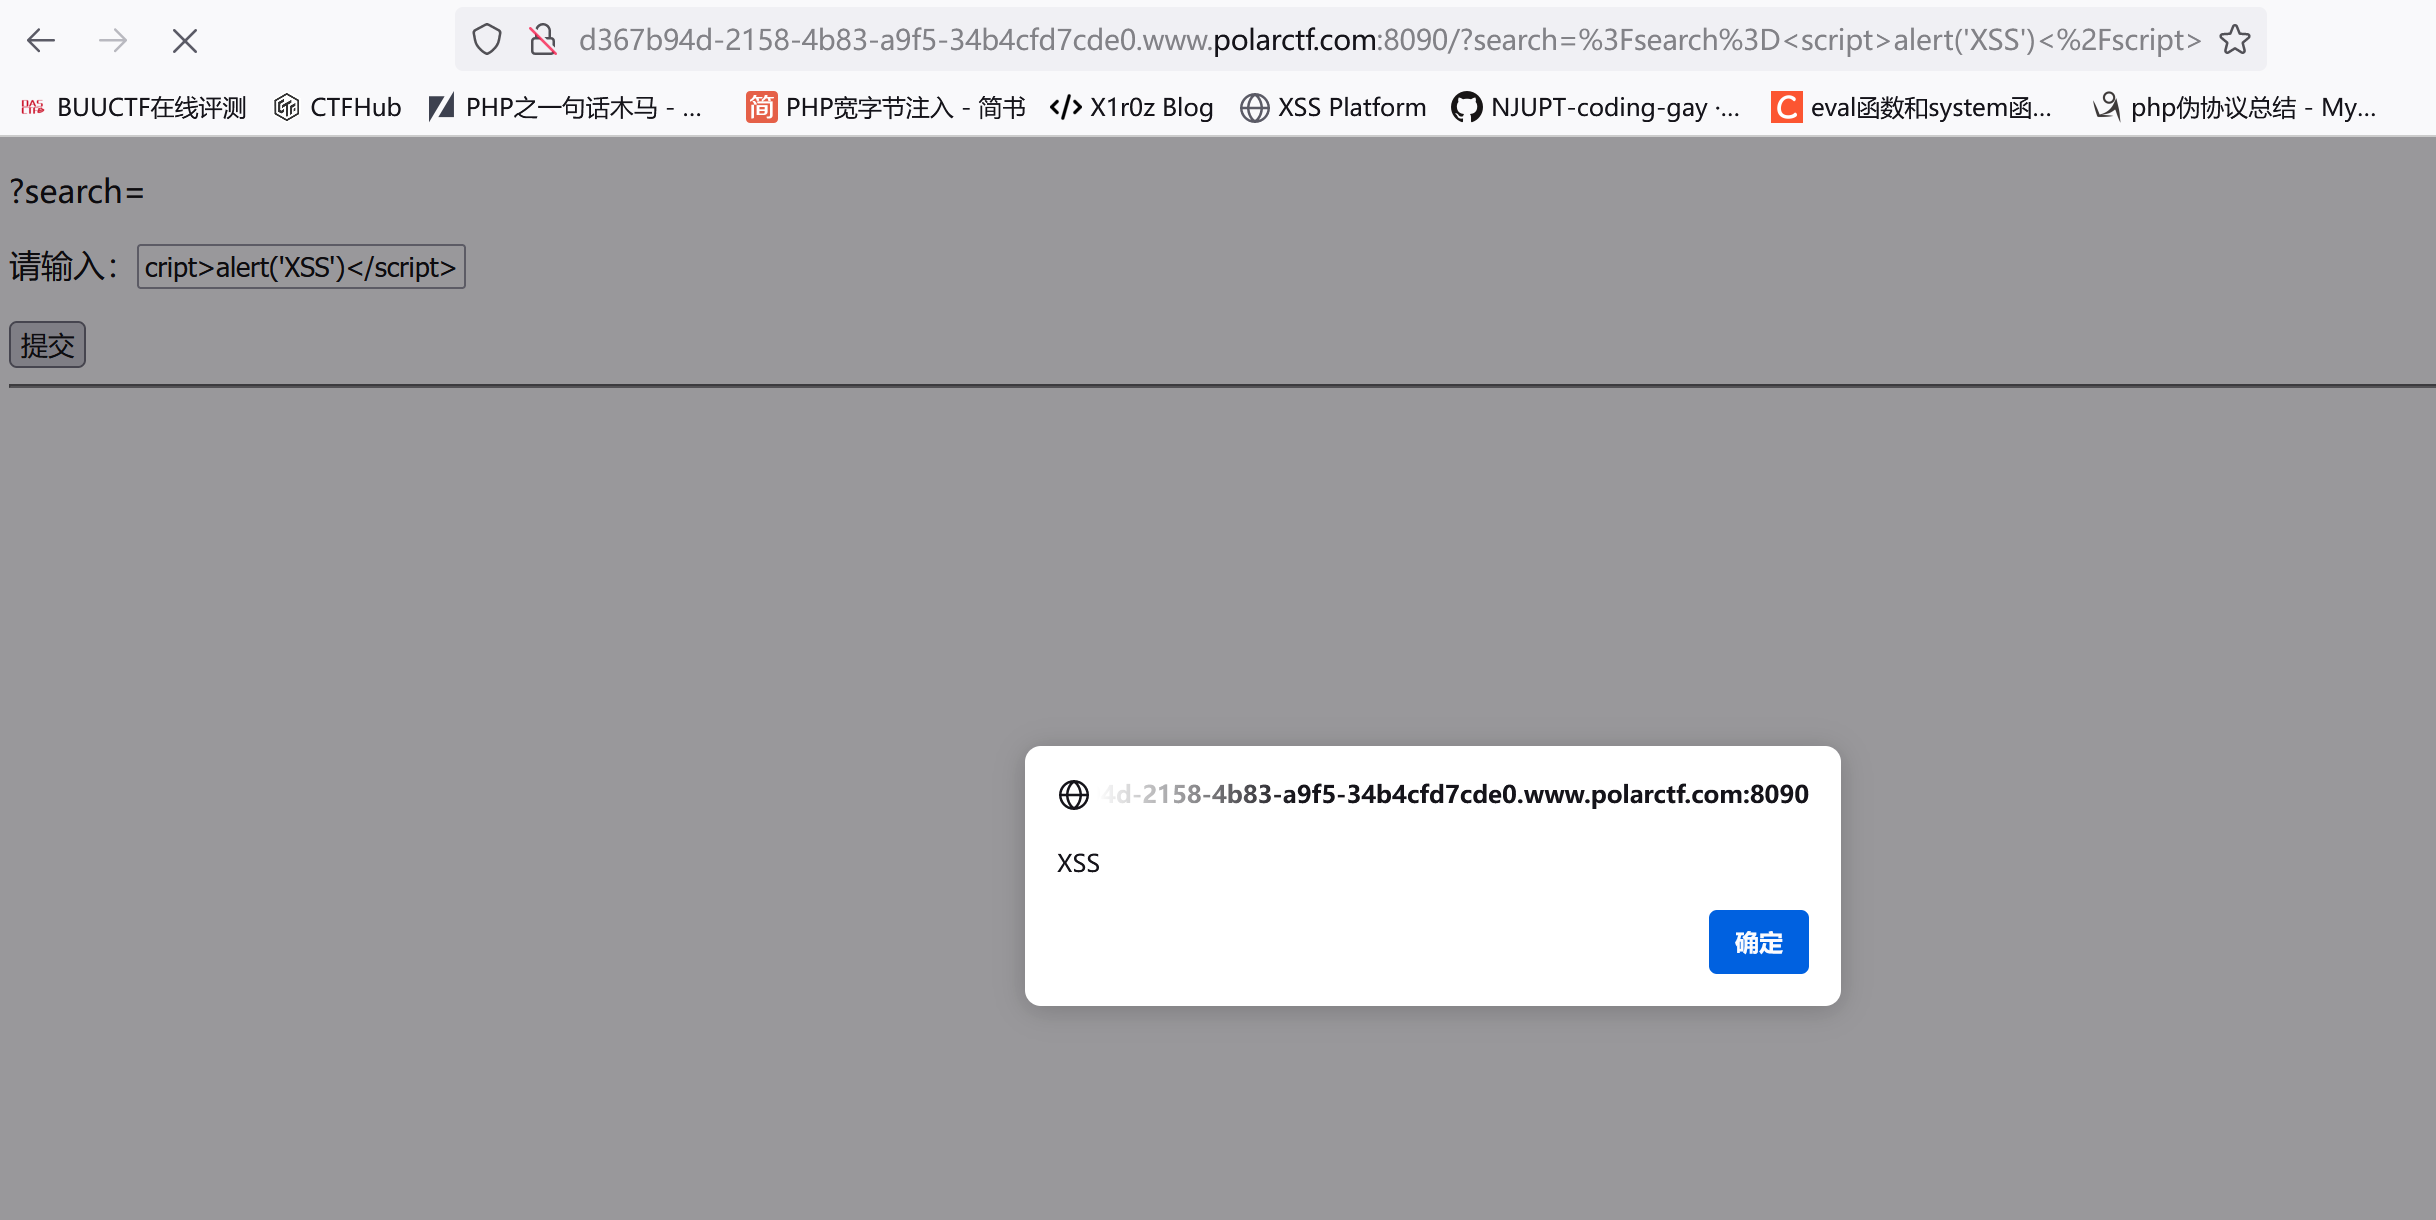 d367b94d-2158-4b83-a9f5-34b4cfd7cde0.www.polarctf.com:8090/?search=%3Fsearch%3D<script>alert('XSS')<%2Fscript>
BUUCTF在线评测 CTFHub PHP之一句话木马 - ... 简 PHP宽字节注入 - 简书 </> X1r0z Blog XSS Platform NJUPT-coding-gay ·... C eval函数和system函... php伪协议总结 - My...
?search=
请输入： cript>alert('XSS')</script>
提交
4d-2158-4b83-a9f5-34b4cfd7cde0.www.polarctf.com:8090
XSS
确定